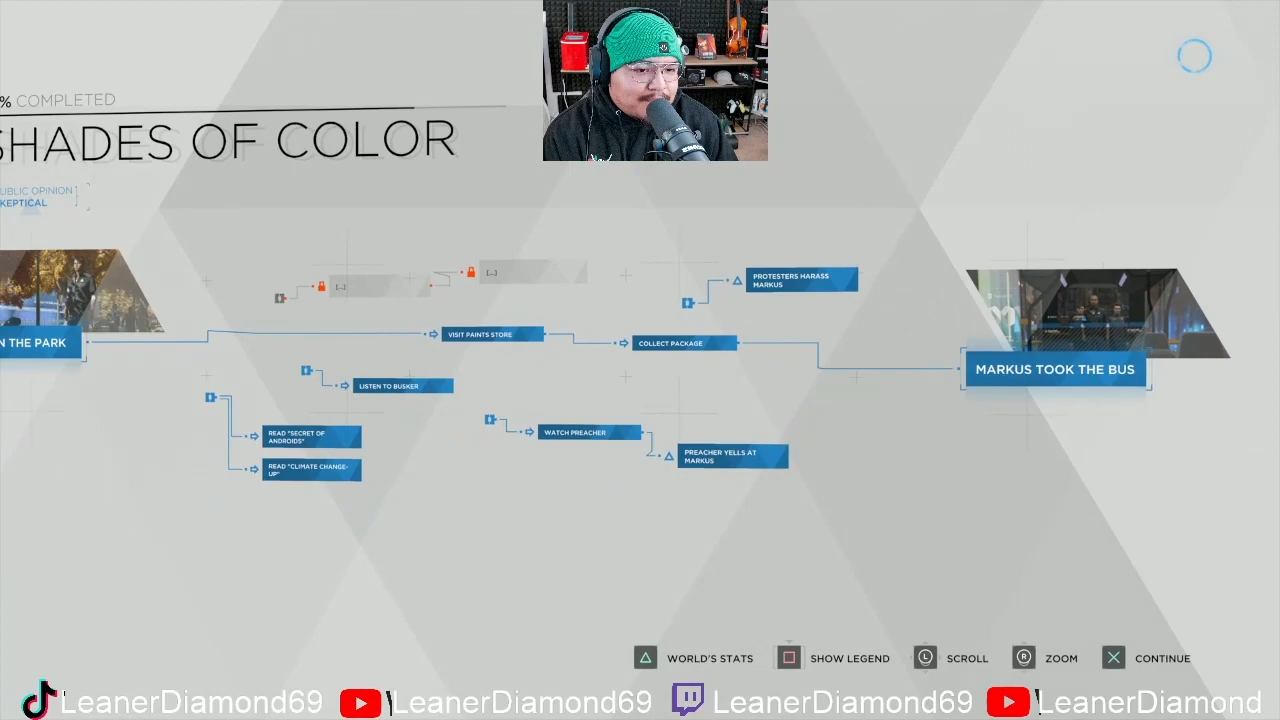 % COMPLETED
SHADES OF COLOR
UBLIC OPINION
KEPTICAL
[...]
[...]
PROTESTERS HARASS
MARKUS
N THE PARK
VISIT PAINTS STORE
COLLECT PACKAGE
MARKUS TOOK THE BUS
LISTEN TO BUSKER
READ "SECRET OF
ANDROIDS"
WATCH PREACHER
PREACHER YELLS AT
MARKUS
READ "CLIMATE CHANGE-
UP"
WORLD'S STATS
SHOW LEGEND
L SCROLL
R ZOOM
CONTINUE
LeanerDiamond69 \LeanerDiamond69 LeanerDiamond69 \LeanerDiamond